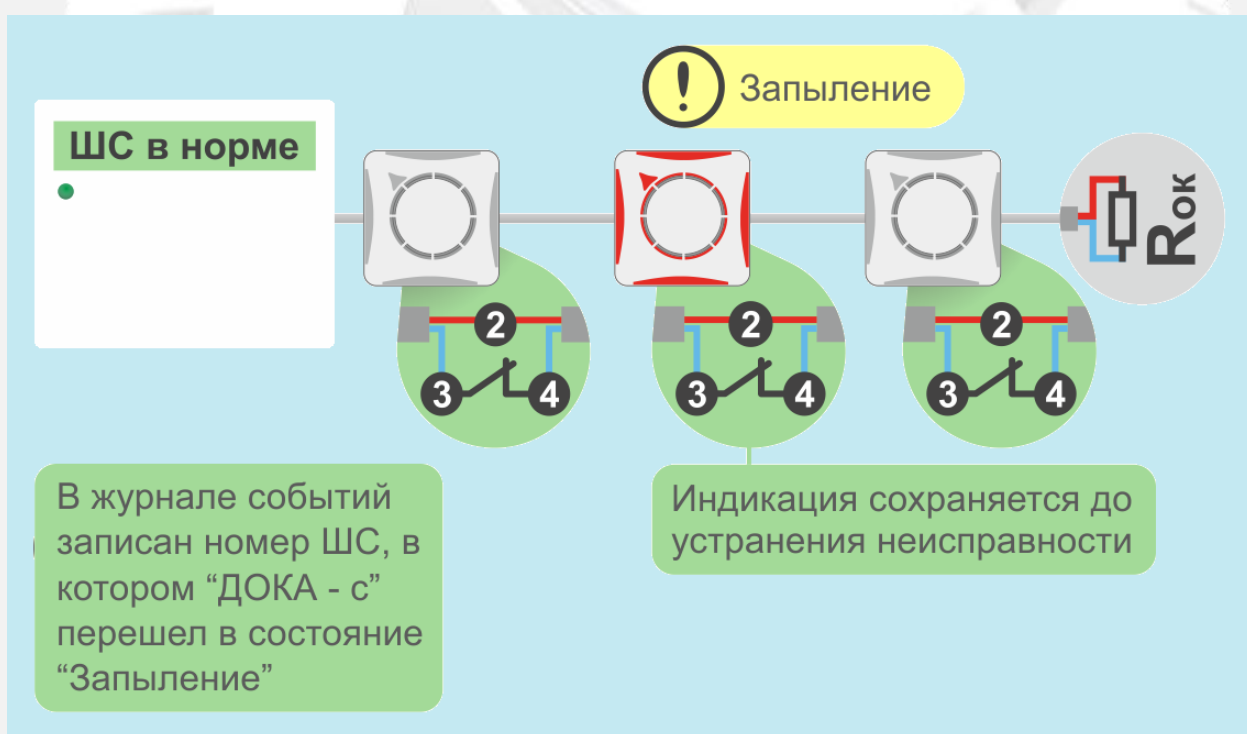 Запыление
ШС в норме
Rок
2
3
4
2
3
4
2
3
4
В журнале событий
записан номер ШС, в
котором “ДОКА - с”
перешел в состояние
“Запыление”
Индикация сохраняется до
устранения неисправности